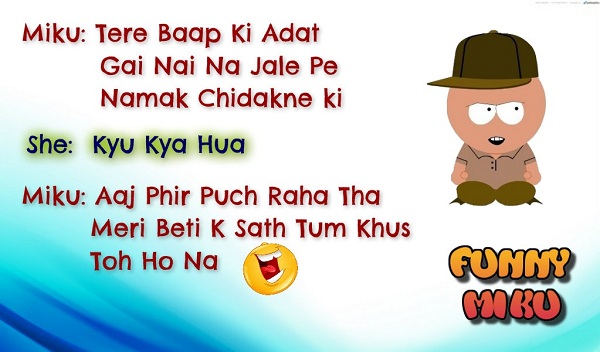 Miku: Tere Baap Ki Adat
Gai Nai Na Jale Pe
Namak Chidakne ki
She: Kyu Kya Hua
Miku: Aaj Phir Puch Raha Tha
Meri Beti K Sath Tum Khus
Toh Ho Na
FUNNY
MIKU